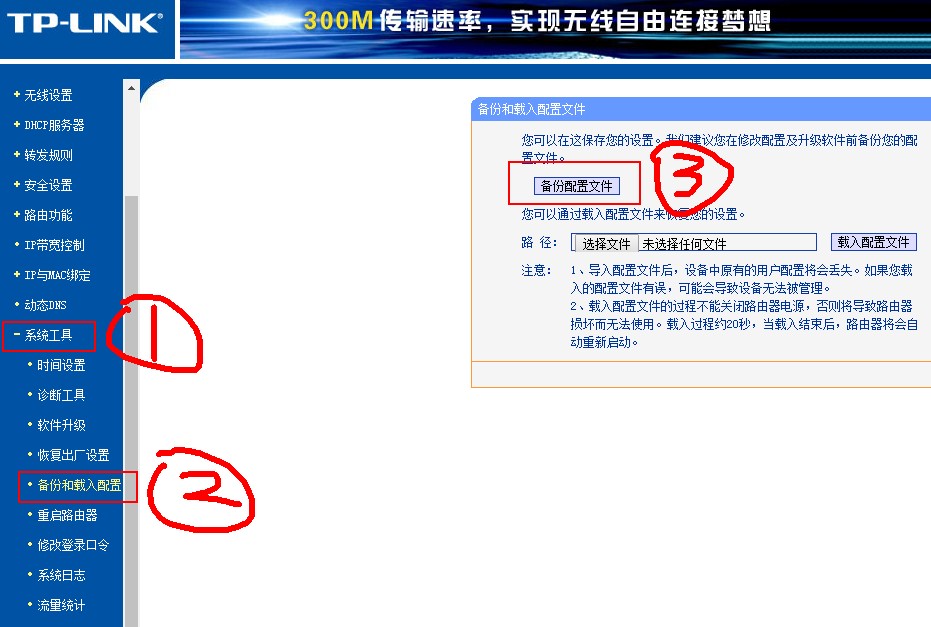 TP-LINK®
300M传输速率，实现无线自由连接梦想
+ 无线设置
+ DHCP服务器
+ 转发规则
+ 安全设置
+ 路由功能
• IP带宽控制
+ IP与MAC绑定
• 动态DNS
- 系统工具
• 时间设置
• 诊断工具
• 软件升级
• 恢复出厂设置
• 备份和载入配置
• 重启路由器
• 修改登录口令
• 系统日志
• 流量统计
1
2
备份和载入配置文件
您可以在这保存您的设置。我们建议您在修改配置及升级软件前备份您的配
置文件。
备份配置文件
3
您可以通过载入配置文件来恢复您的设置。
路 径： 选择文件 未选择任何文件 载入配置文件
注意： 1、导入配置文件后，设备中原有的用户配置将会丢失。如果您载
入的配置文件有误，可能会导致设备无法被管理。
2、载入配置文件的过程不能关闭路由器电源，否则将导致路由器
损坏而无法使用。载入过程约20秒，当载入结束后，路由器将会自
动重新启动。